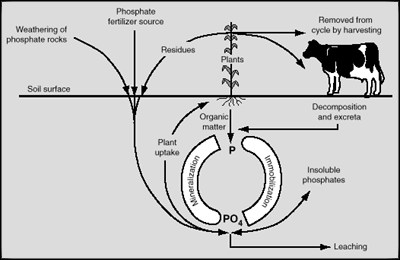 Phosphate
fertilizer source
Weathering of
phosphate rocks
Removed from
cycle by harvesting
Residues
Plants
Soil surface
Decomposition
and excreta
Organic
matter
Plant
uptake
P
Mineralization
Immobilization
Insoluble
phosphates
PO4
Leaching